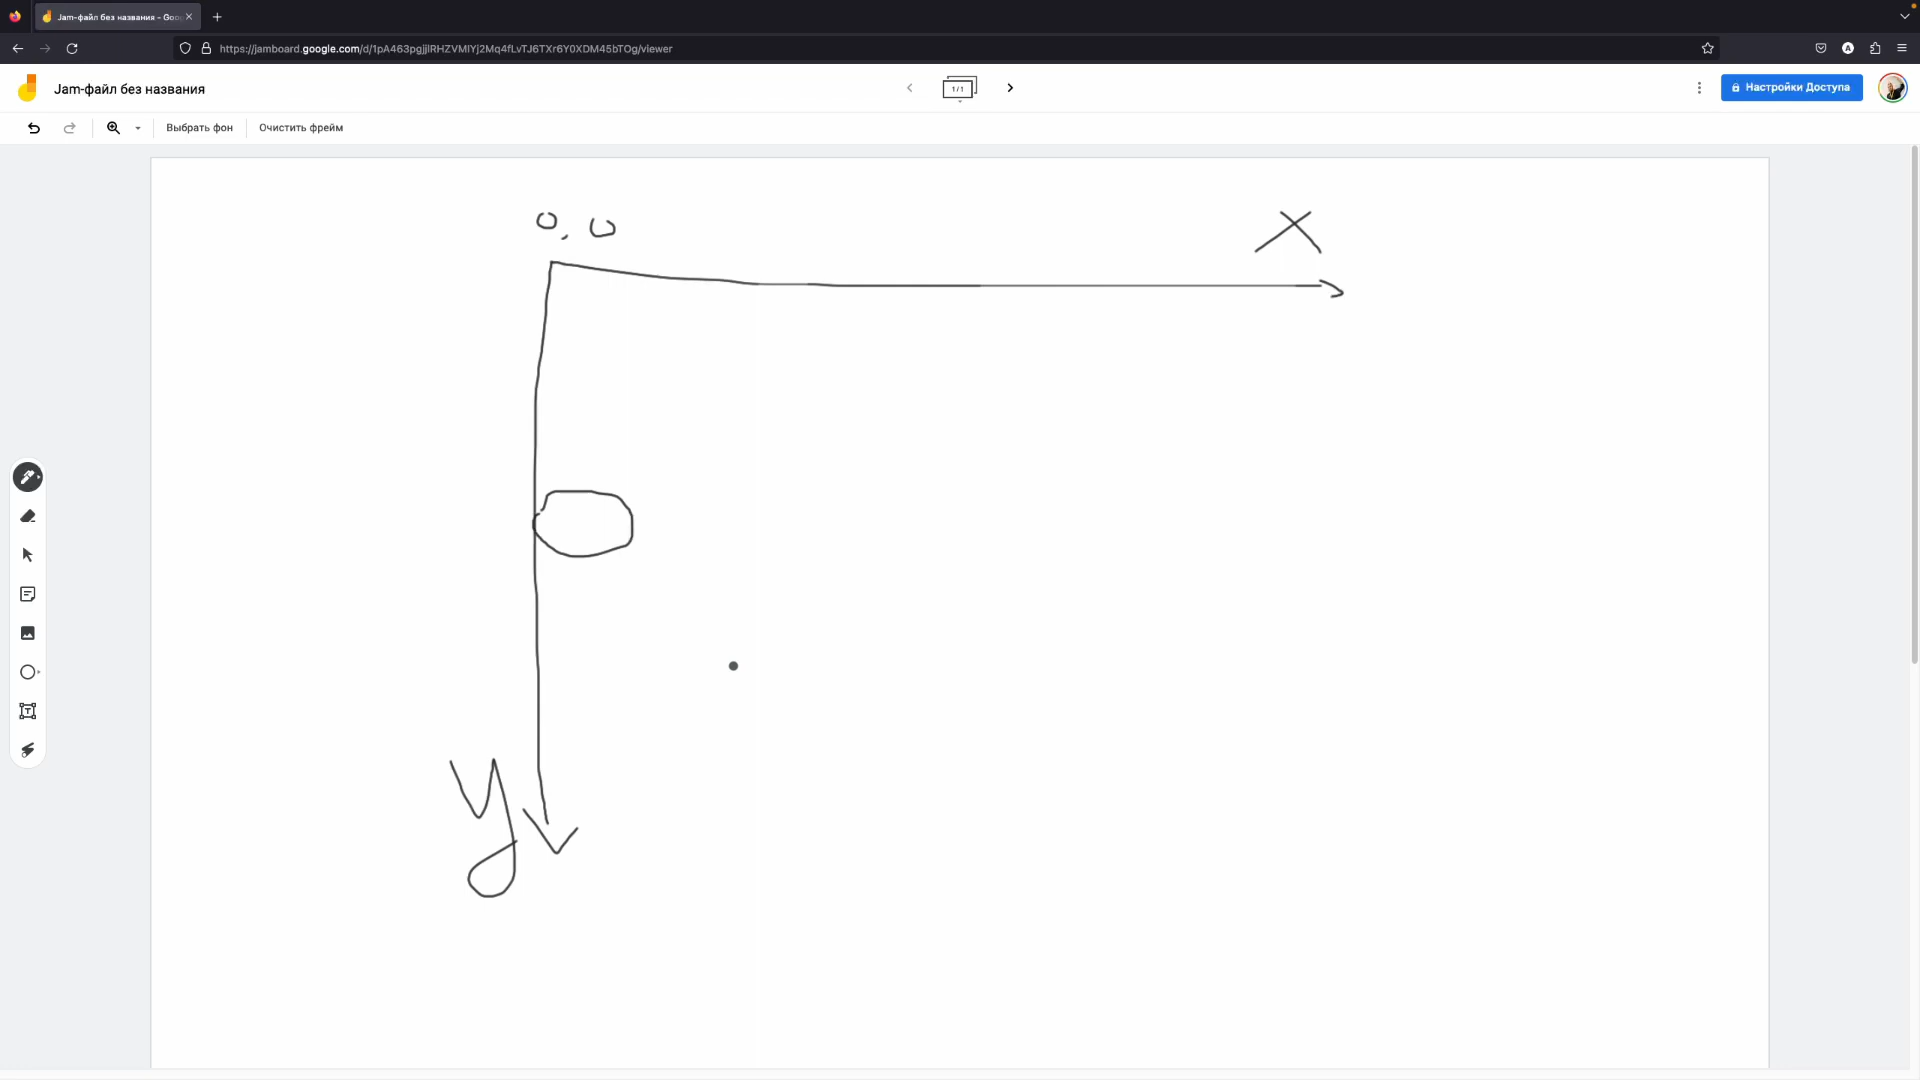 Jam-файл без названия - Goo
https://jamboard.google.com/d/1pA463pgjjlRHZVMlYj2Mq4fLvTJ6TXr6Y0XDM45bTOg/viewer
Jam-файл без названия
1/1
Настройки Доступа
Выбрать фон
Очистить фрейм
0, 0
X
y